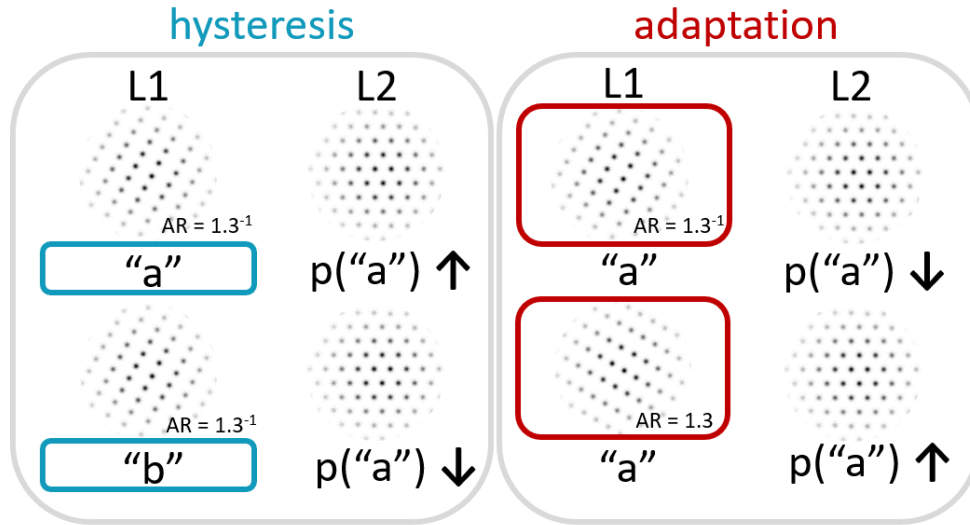 hysteresis
L1 L2
AR = 1.3⁻¹
“a” p(“a”) ↑
AR = 1.3⁻¹
“b” p(“a”) ↓
adaptation
L1 L2
AR = 1.3⁻¹
“a” p(“a”) ↓
AR = 1.3
“a” p(“a”) ↑